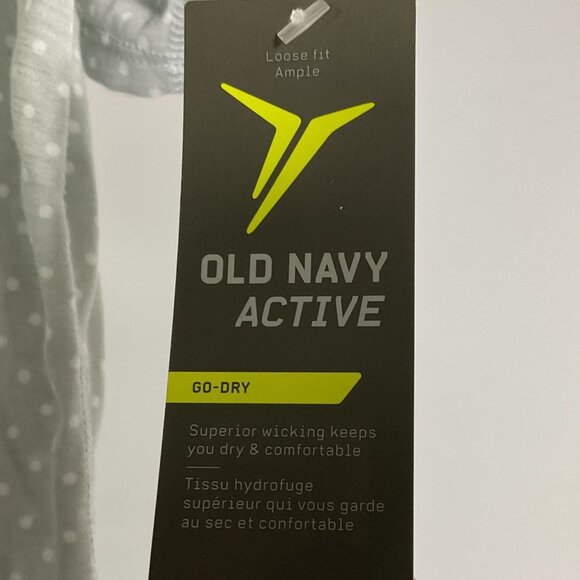 Loose fit
Ample
OLD NAVY
ACTIVE
GO-DRY
Superior wicking keeps
you dry & comfortable
Tissu hydrofuge
supérieur qui vous garde
au sec et confortable